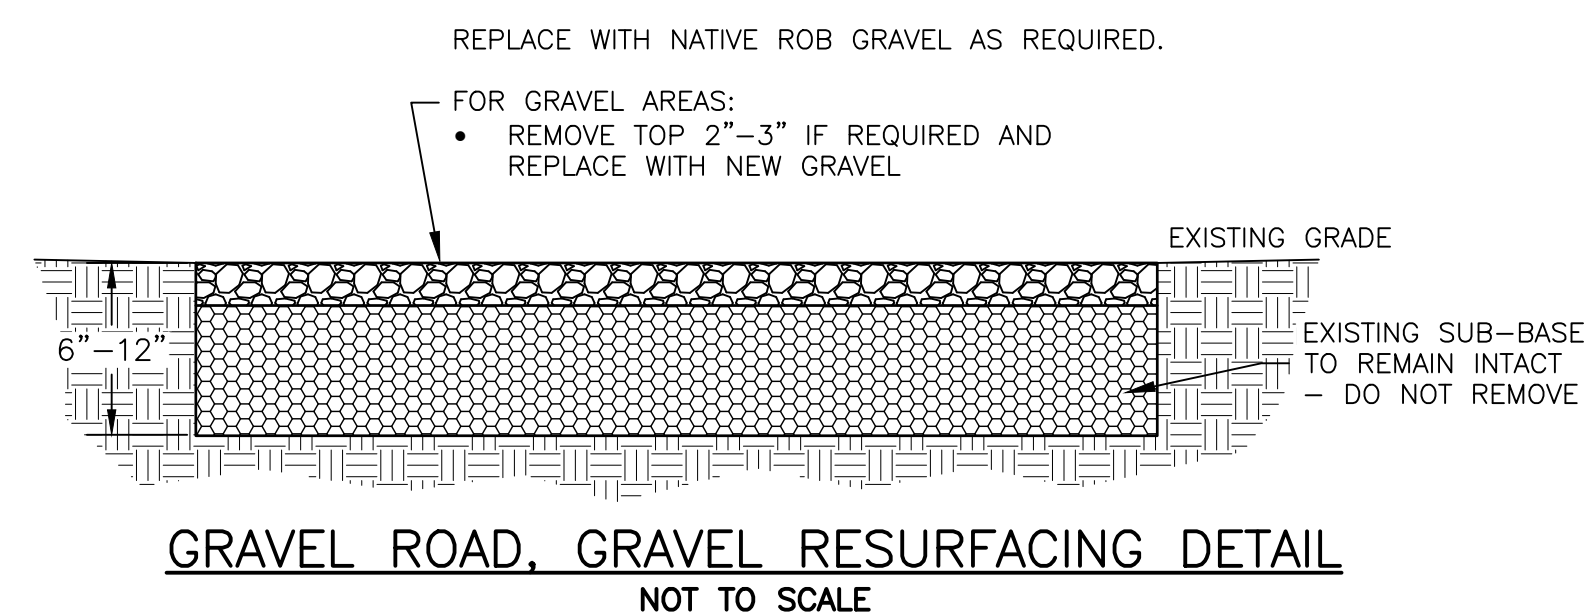 REPLACE WITH NATIVE ROB GRAVEL AS REQUIRED.
FOR GRAVEL AREAS:
• REMOVE TOP 2"–3" IF REQUIRED AND
REPLACE WITH NEW GRAVEL
EXISTING GRADE
6"–12"
EXISTING SUB–BASE
TO REMAIN INTACT
– DO NOT REMOVE
GRAVEL ROAD, GRAVEL RESURFACING DETAIL
NOT TO SCALE